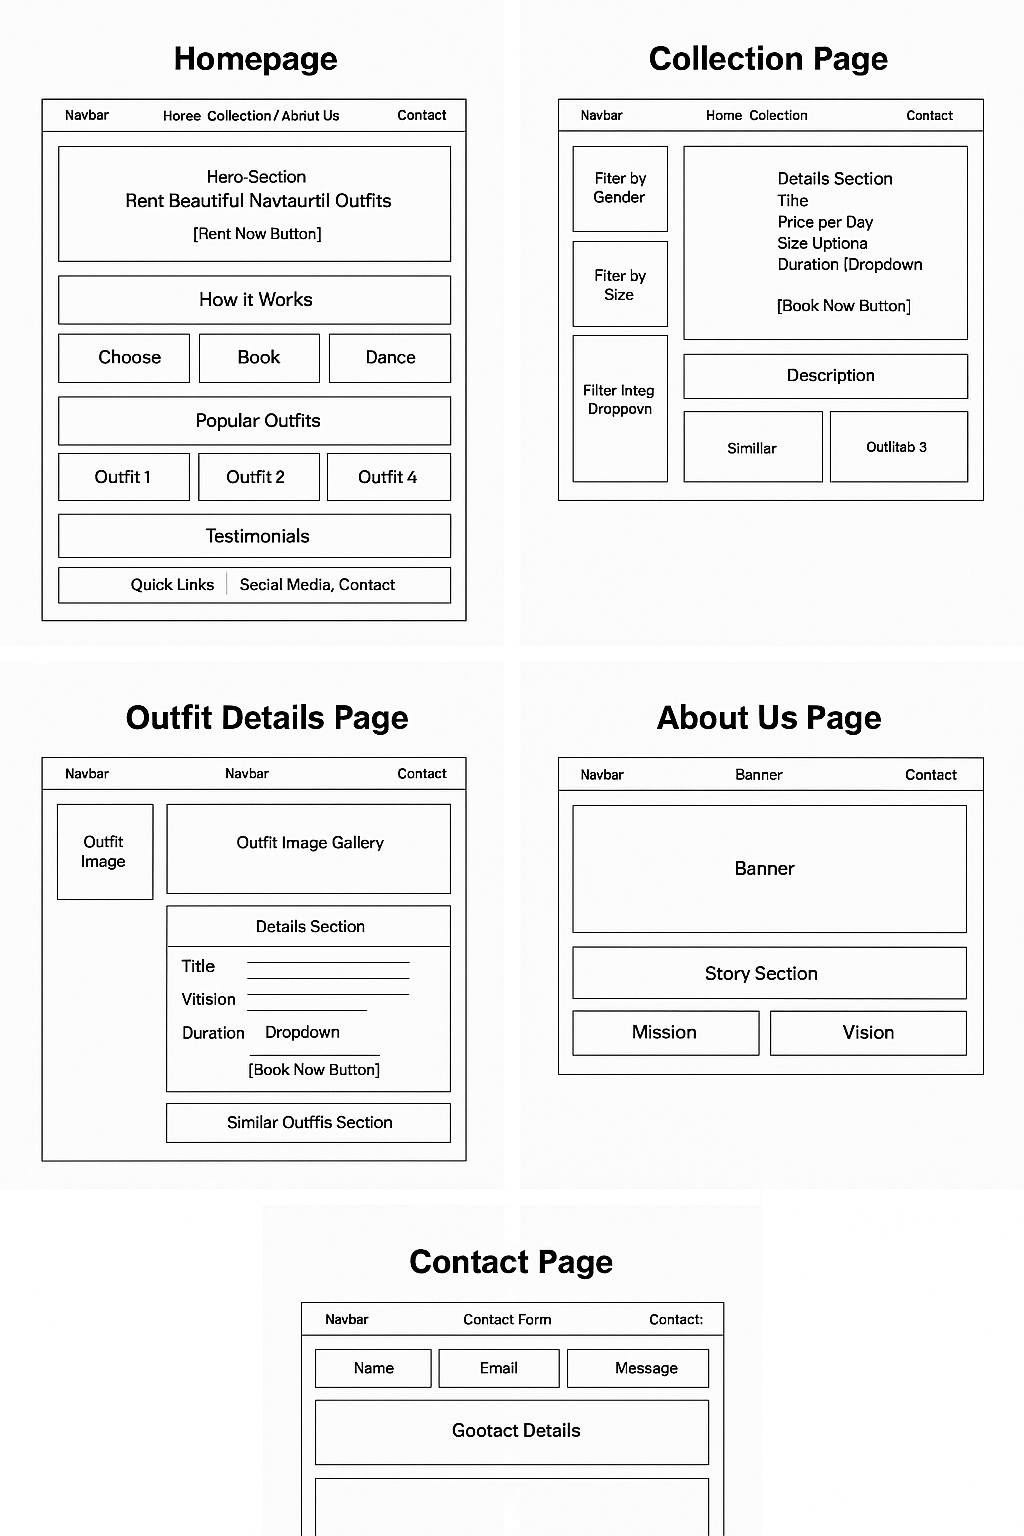 Homepage
Navbar Horee Collection / Abriut Us Contact
Hero-Section
Rent Beautiful Navtaurtil Outfits
[Rent Now Button]
How it Works
Choose Book Dance
Popular Outfits
Outfit 1 Outfit 2 Outfit 4
Testimonials
Quick Links Secial Media, Contact
Collection Page
Navbar Home Colection Contact
Fiter by
Gender
Fiter by
Size
Filter Integ
Droppovn
Details Section
Tihe
Price per Day
Size Uptiona
Duration [Dropdown
[Book Now Button]
Description
Simillar Outlitab 3
Outfit Details Page
Navbar Navbar Contact
Outfit
Image
Outfit Image Gallery
Details Section
Title
Vitision
Duration Dropdown
[Book Now Button]
Similar Outffis Section
About Us Page
Navbar Banner Contact
Banner
Story Section
Mission Vision
Contact Page
Navbar Contact Form Contact:
Name Email Message
Gootact Details